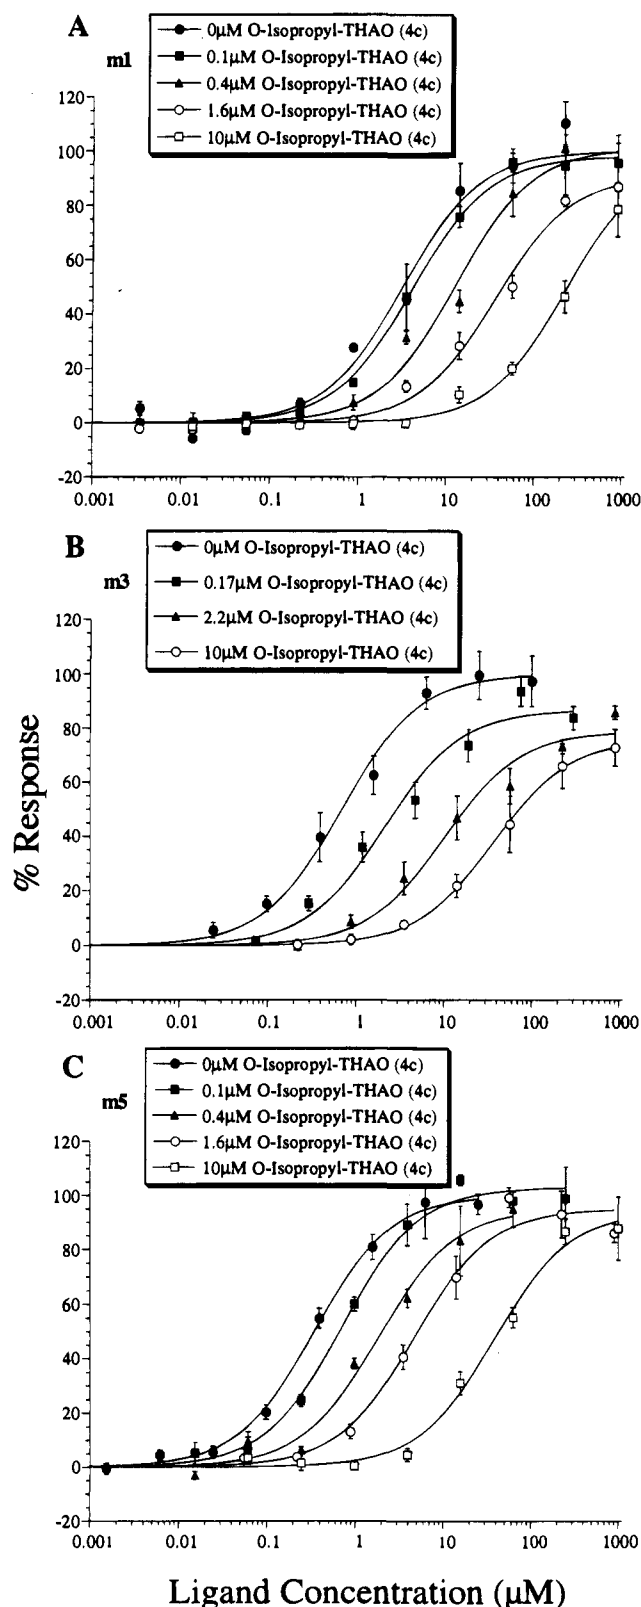 A
m1
0µM O-1sopropyl-THAO (4c)
0.1µM O-Isopropyl-THAO (4c)
0.4µM O-Isopropyl-THAO (4c)
1.6µM O-Isopropyl-THAO (4c)
10µM O-Isopropyl-THAO (4c)
120
100
80
60
40
20
0
-20
0.001 0.01 0.1 1 10 100 1000
B
m3
0µM O-Isopropyl-THAO (4c)
0.17µM O-Isopropyl-THAO (4c)
2.2µM O-Isopropyl-THAO (4c)
10µM O-Isopropyl-THAO (4c)
% Response
120
100
80
60
40
20
0
-20
0.001 0.01 0.1 1 10 100 1000
C
m5
0µM O-Isopropyl-THAO (4c)
0.1µM O-Isopropyl-THAO (4c)
0.4µM O-Isopropyl-THAO (4c)
1.6µM O-Isopropyl-THAO (4c)
10µM O-Isopropyl-THAO (4c)
120
100
80
60
40
20
0
-20
0.001 0.01 0.1 1 10 100 1000
Ligand Concentration (µM)